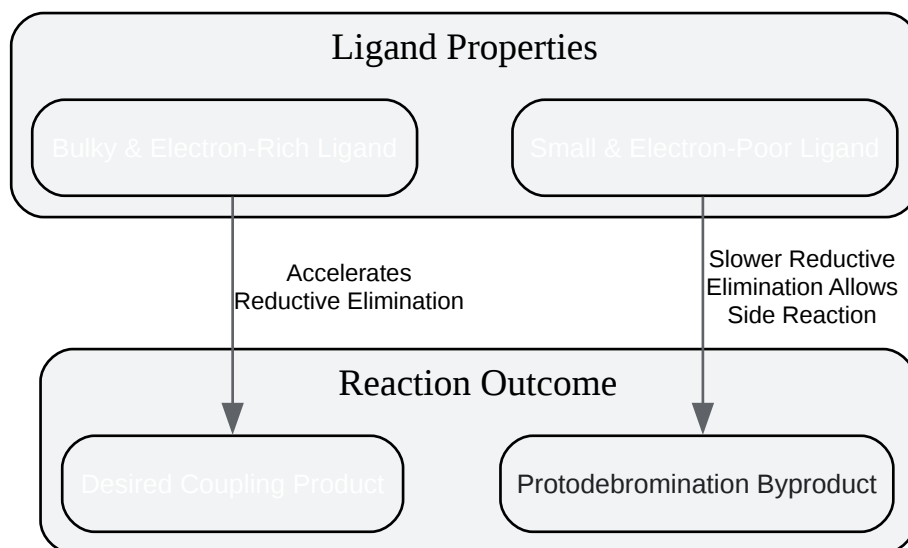 Ligand Properties
Bulky & Electron-Rich Ligand
Small & Electron-Poor Ligand
Accelerates
Reductive Elimination
Slower Reductive
Elimination Allows
Side Reaction
Reaction Outcome
Desired Coupling Product
Protodebromination Byproduct